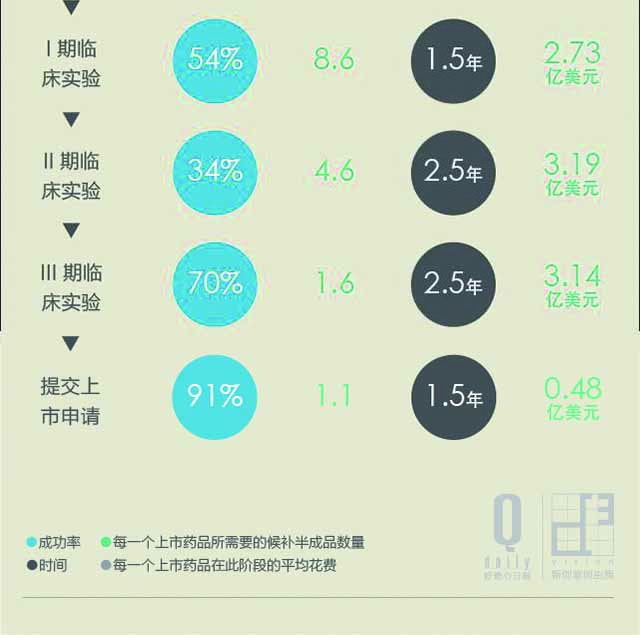 I 期临
床实验
54%
8.6
1.5年
2.73
亿美元
II 期临
床实验
34%
4.6
2.5年
3.19
亿美元
III 期临
床实验
70%
1.6
2.5年
3.14
亿美元
提交上
市申请
91%
1.1
1.5年
0.48
亿美元
成功率
每一个上市药品所需要的候补半成品数量
时间
每一个上市药品在此阶段的平均花费
Q
daily
好奇心日报